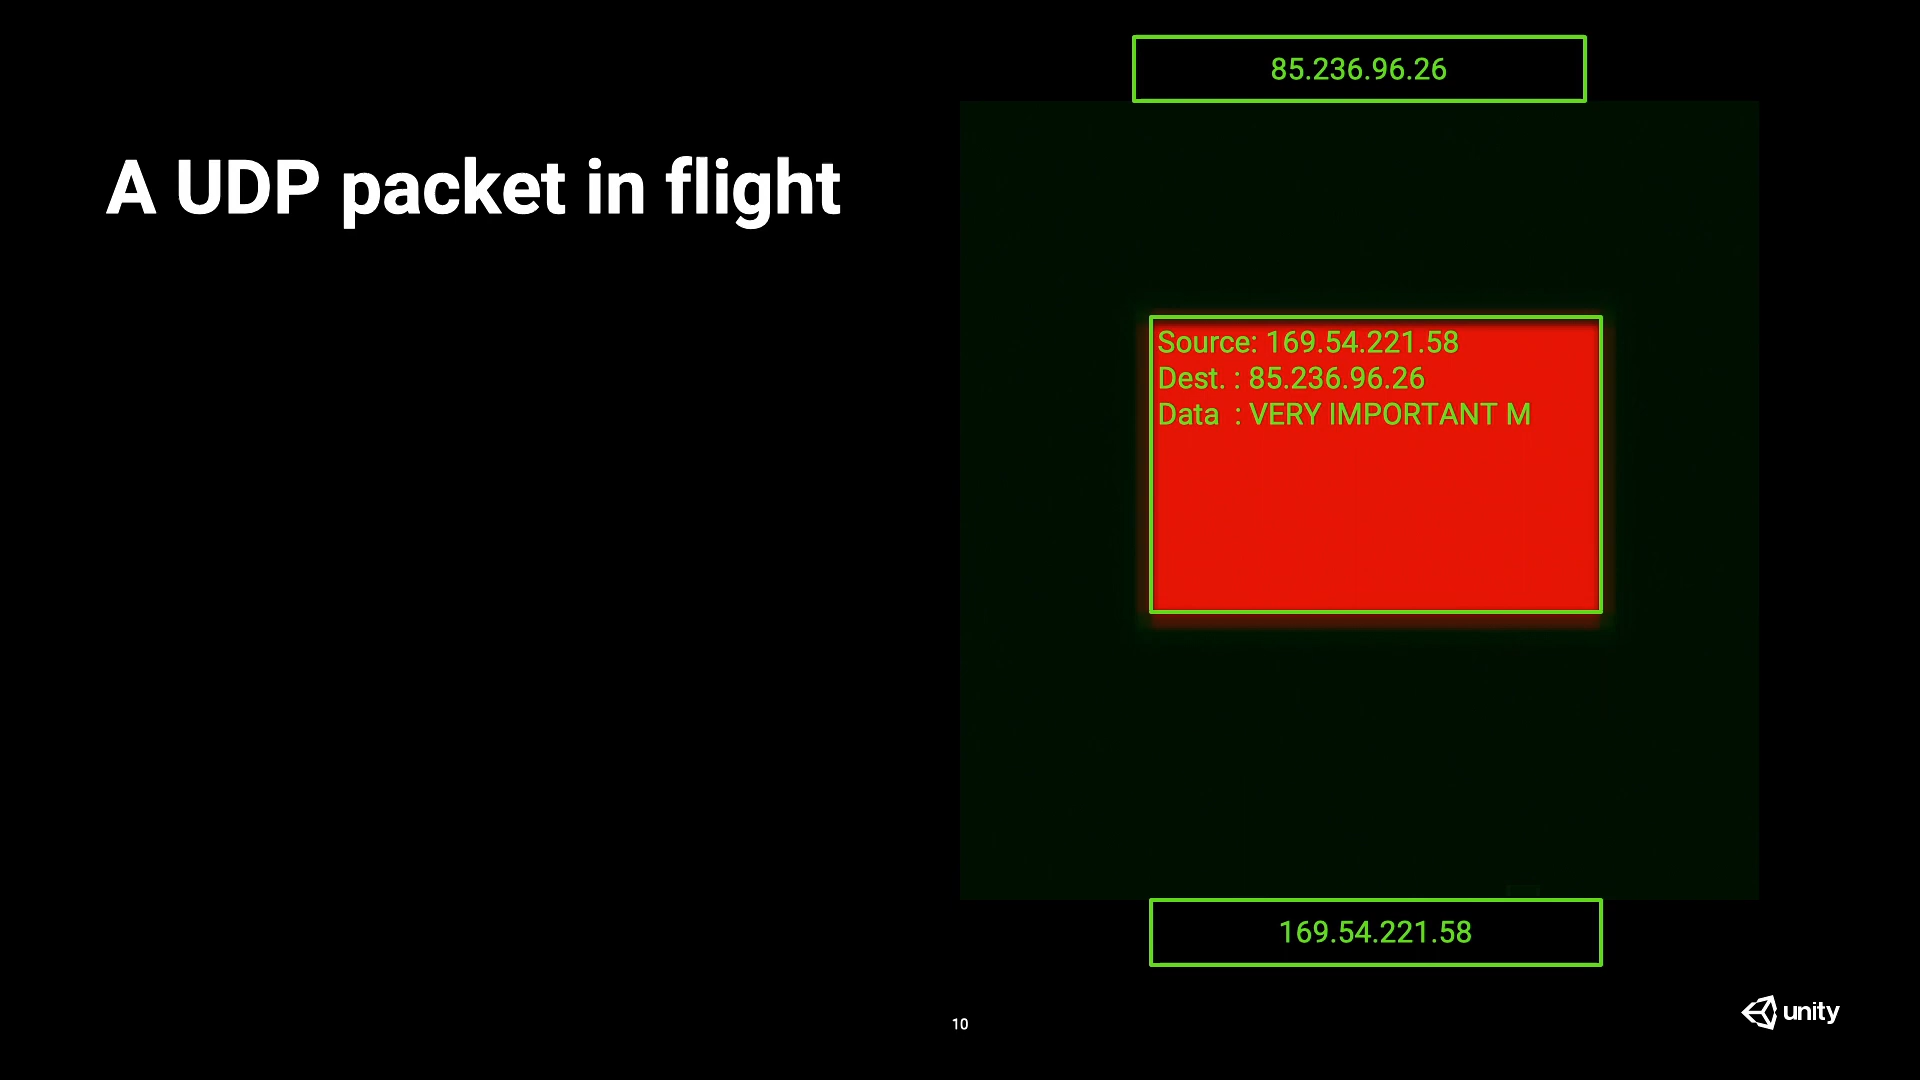 A UDP packet in flight
85.236.96.26
Source: 169.54.221.58
Dest. : 85.236.96.26
Data : VERY IMPORTANT M
169.54.221.58
10
unity